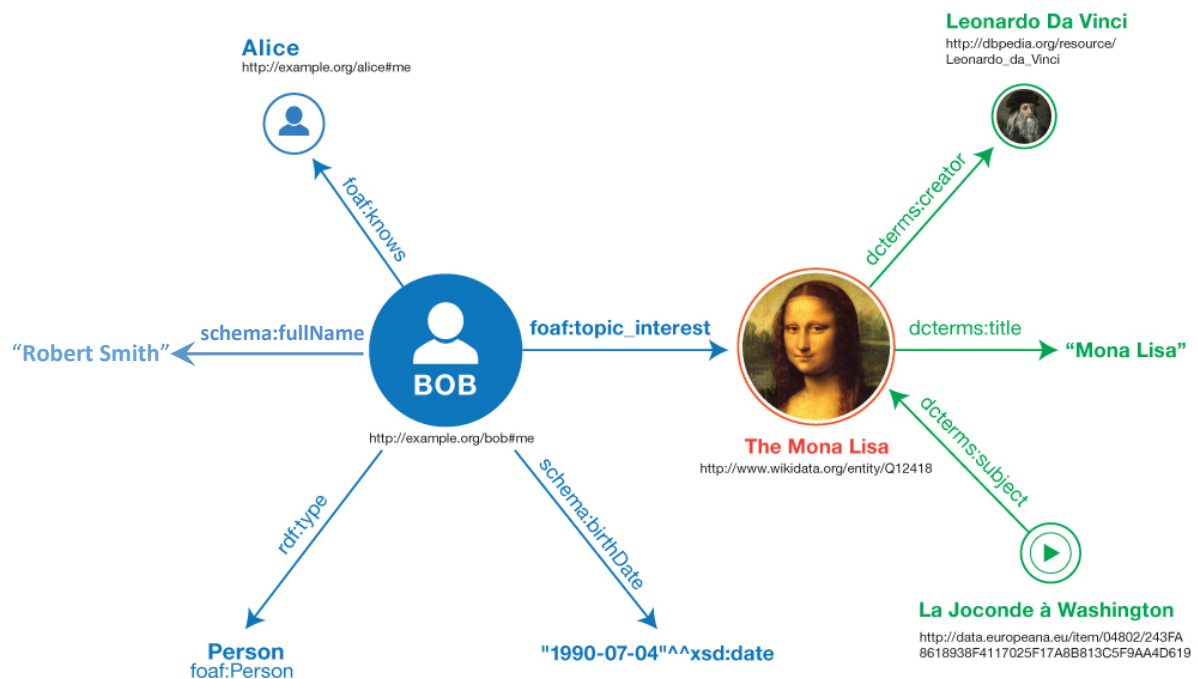 Alice
http://example.org/alice#me
Leonardo Da Vinci
http://dbpedia.org/resource/
Leonardo_da_Vinci
foaf:knows
dcterms:creator
"Robert Smith"
schema:fullName
BOB
http://example.org/bob#me
foaf:topic_interest
dcterms:title
“Mona Lisa”
The Mona Lisa
http://www.wikidata.org/entity/Q12418
dcterms:subject
rdf:type
schema:birthDate
Person
foaf:Person
"1990-07-04"^^xsd:date
La Joconde à Washington
http://data.europeana.eu/item/04802/243FA
8618938F4117025F17A8B813C5F9AA4D619